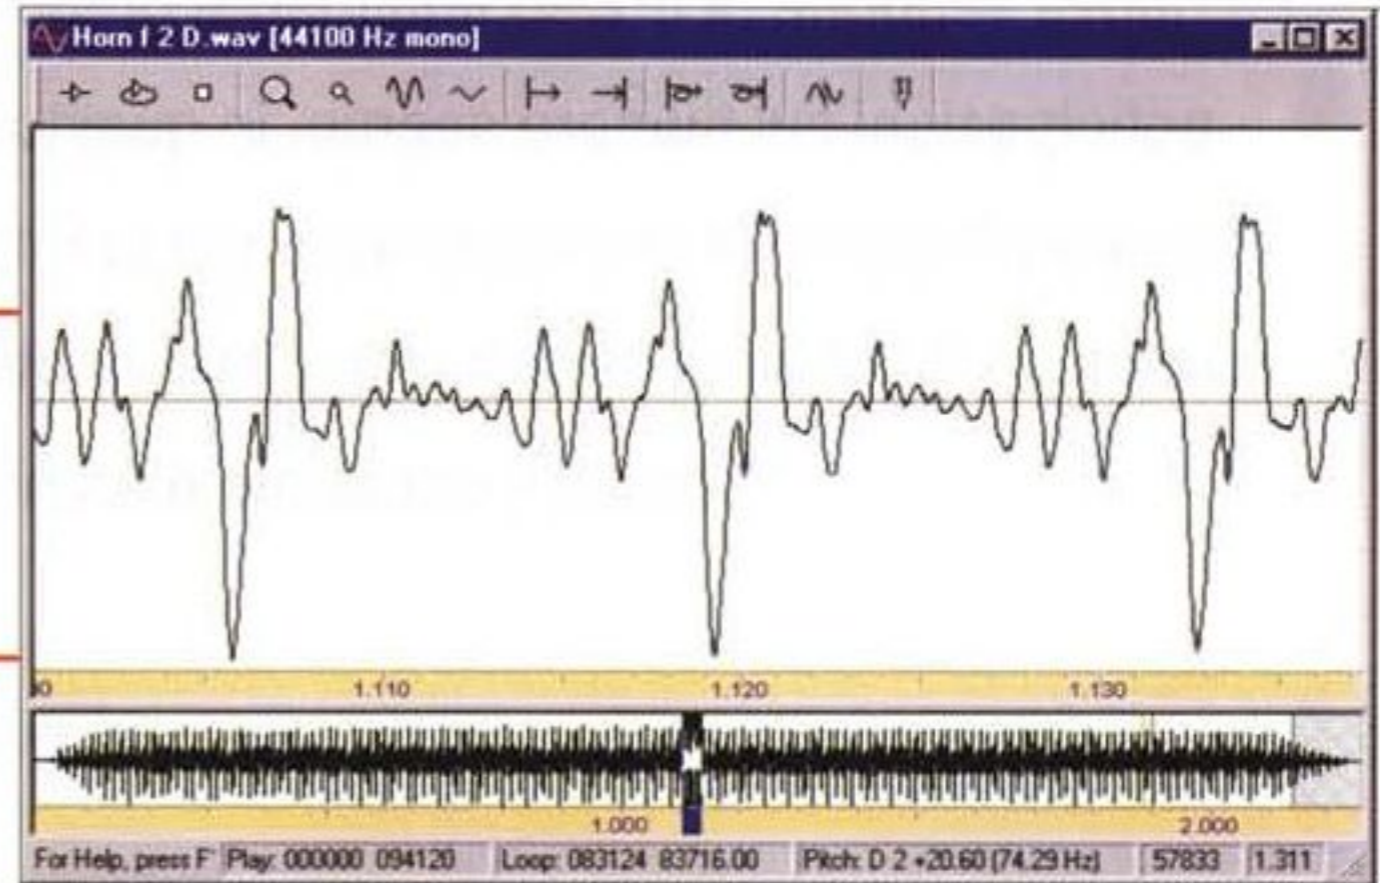 Horn f 2 D.wav [44100 Hz mono]
1.110 1.120 1.130
1.000 2.000
For Help, press F Play: 000000 094120 Loop: 083124 83716.00 Pitch: D 2 +20.60 (74.29 Hz) 57833 1.311